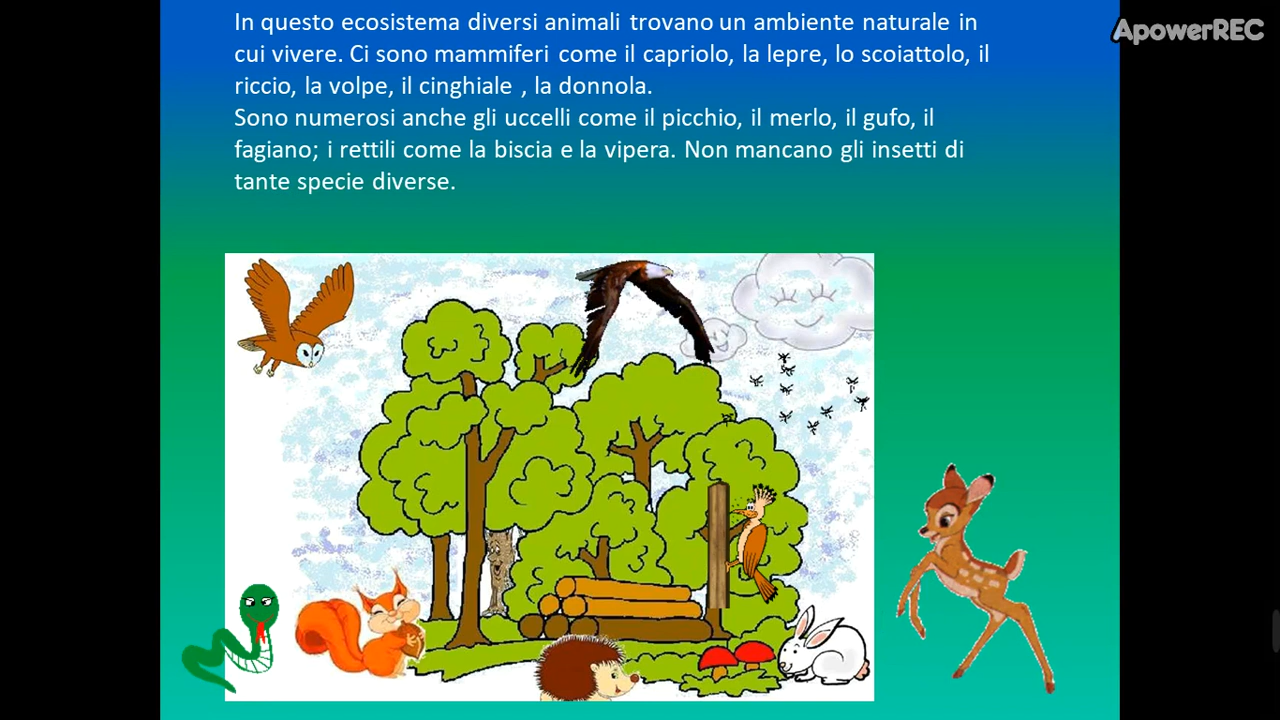 In questo ecosistema diversi animali trovano un ambiente naturale in
cui vivere. Ci sono mammiferi come il capriolo, la lepre, lo scoiattolo, il
riccio, la volpe, il cinghiale , la donnola.
Sono numerosi anche gli uccelli come il picchio, il merlo, il gufo, il
fagiano; i rettili come la biscia e la vipera. Non mancano gli insetti di
tante specie diverse.
ApowerREC